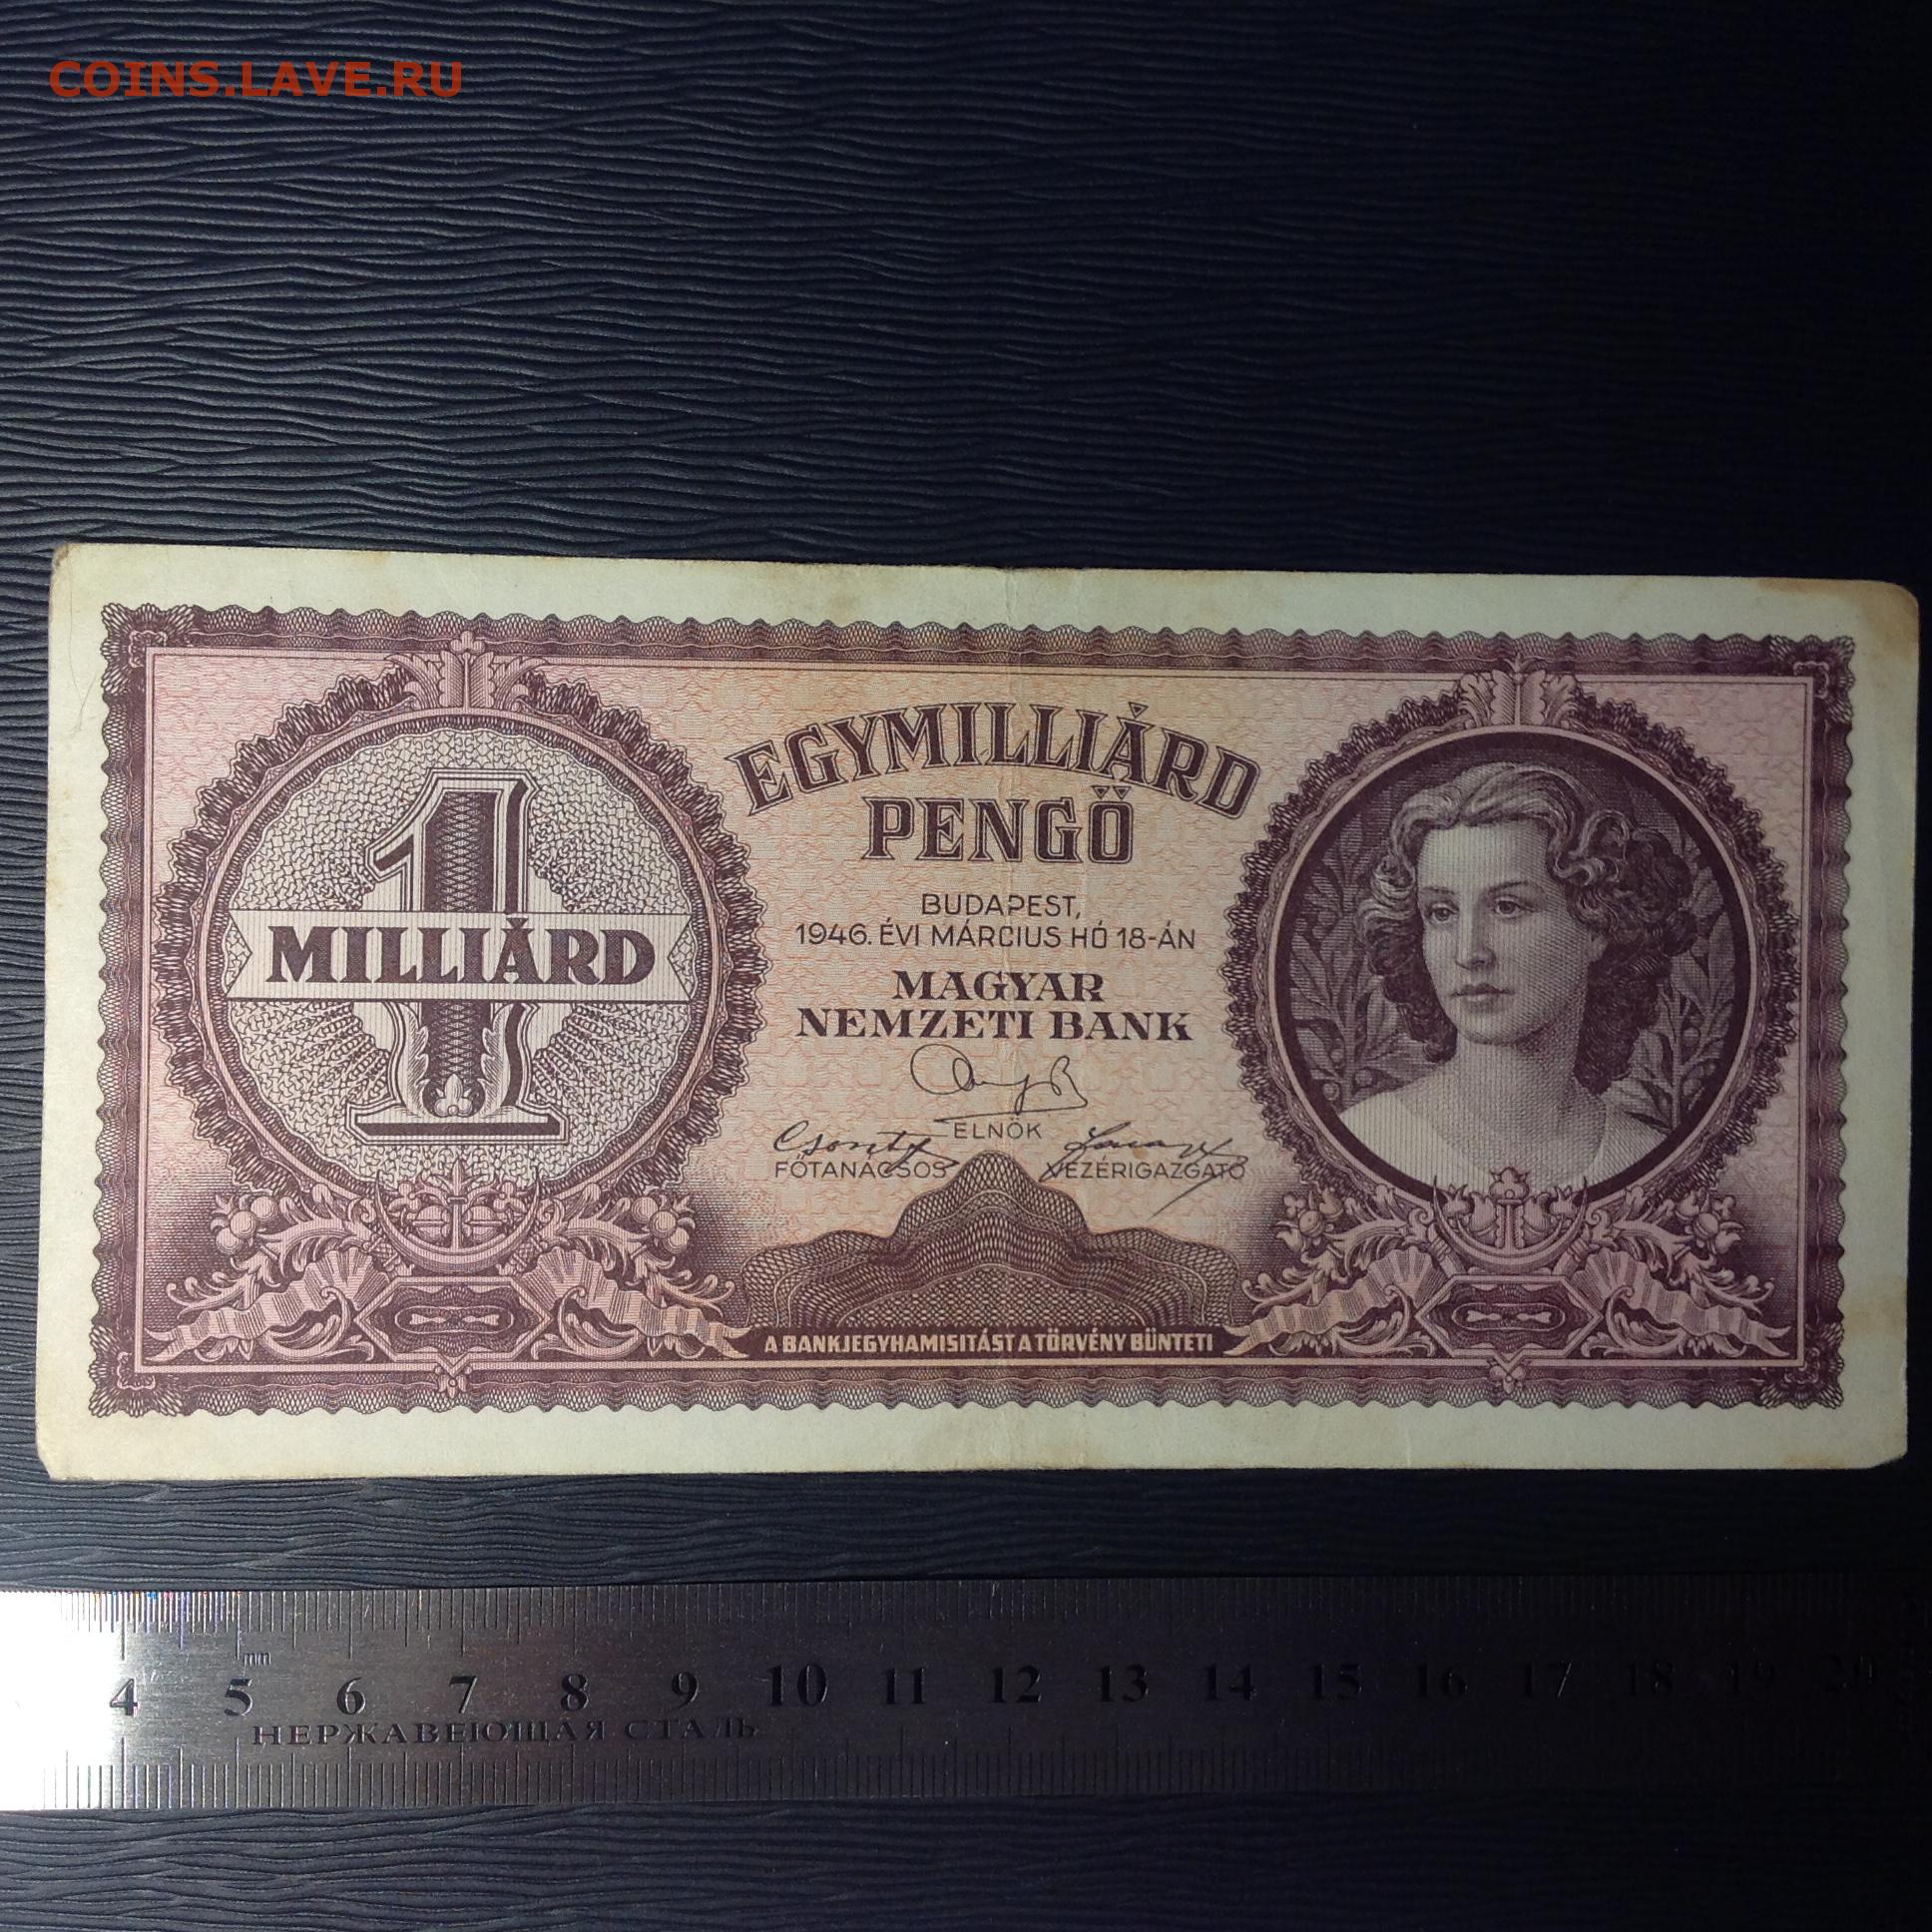 COINS.LAVE.RU
EGYMILLIÁRD
PENGŐ
1
MILLIÁRD
BUDAPEST,
1946. ÉVI MÁRCIUS HÓ 18-ÁN
MAGYAR
NEMZETI BANK
ELNÖK
FŐTANÁCSOS VEZÉRIGAZGATÓ
A BANKJEGYHAMISITÁST A TÖRVÉNY BÜNTETI
mm
4 5 6 7 8 9 10 11 12 13 14 15 16 17 18 19 20
НЕРЖАВЕЮЩАЯ СТАЛЬ